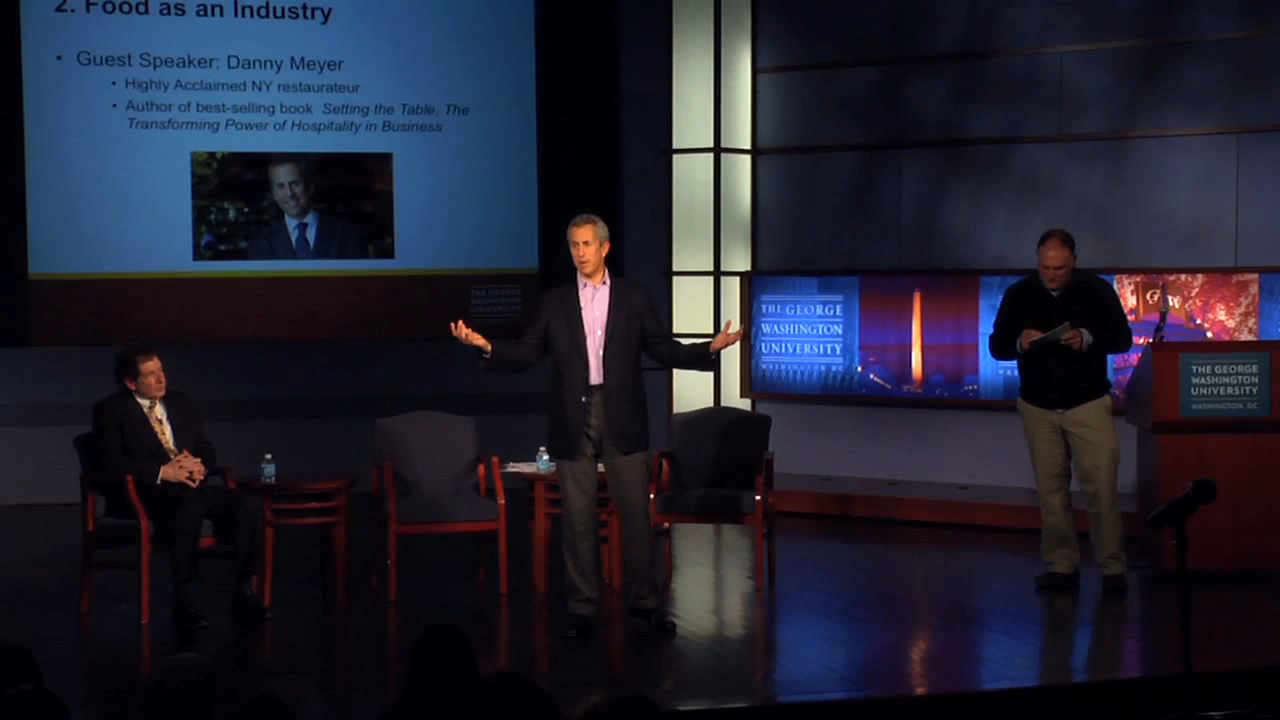 2. Food as an Industry
• Guest Speaker: Danny Meyer
• Highly Acclaimed NY restaurateur
• Author of best-selling book Setting the Table, The
Transforming Power of Hospitality in Business
THE GEORGE
WASHINGTON
UNIVERSITY
THE GEORGE
WASHINGTON
UNIVERSITY
WASHINGTON DC
THE GEORGE
WASHINGTON
UNIVERSITY
WASHINGTON, DC